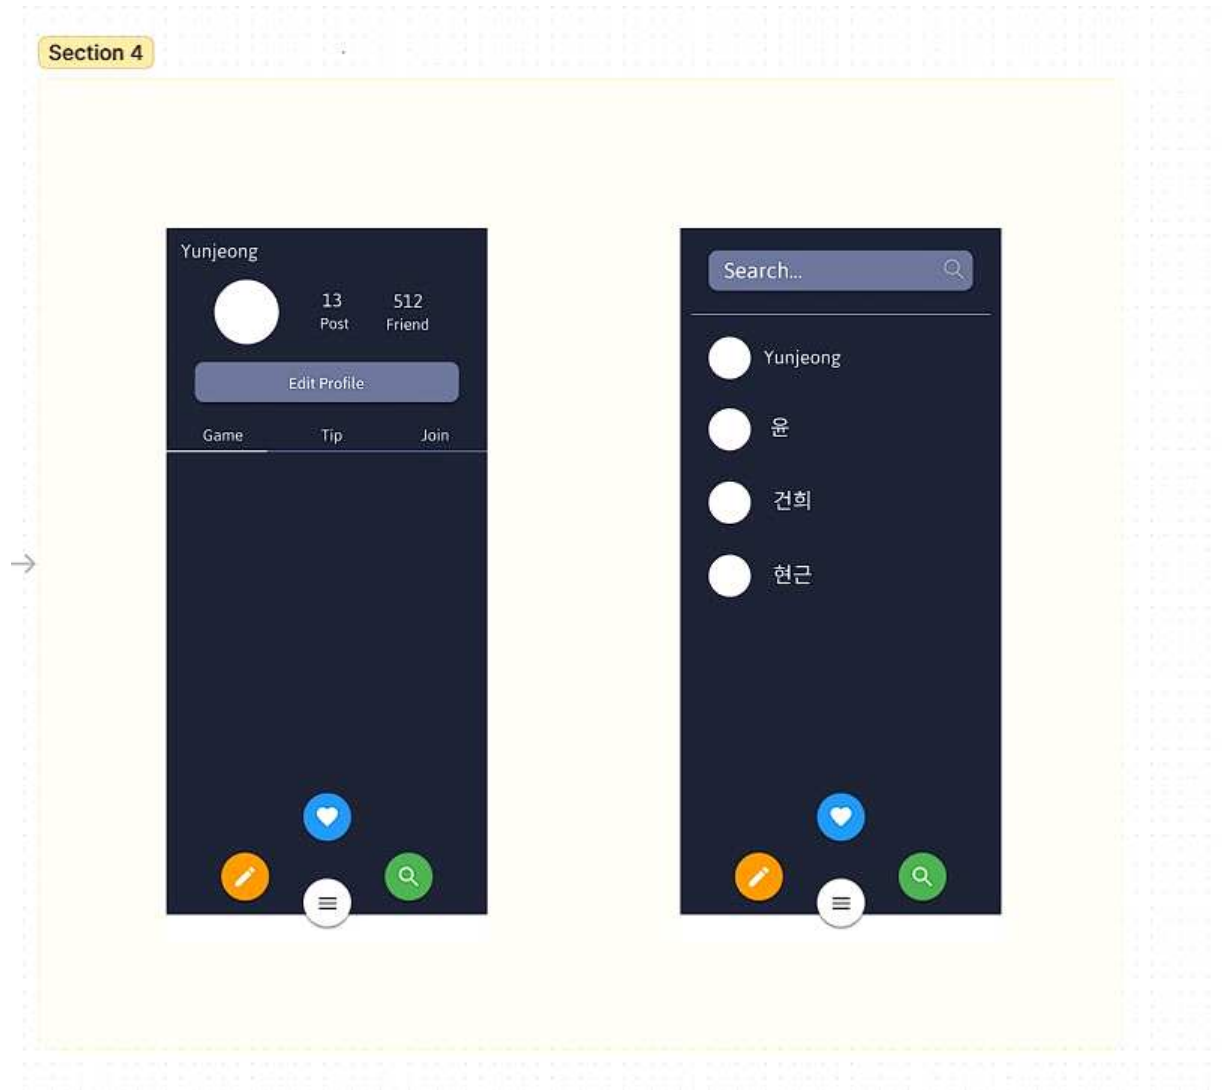 Section 4
Yunjeong
13 512
Post Friend
Edit Profile
Game Tip Join
Search...
Yunjeong
윤
건희
현근